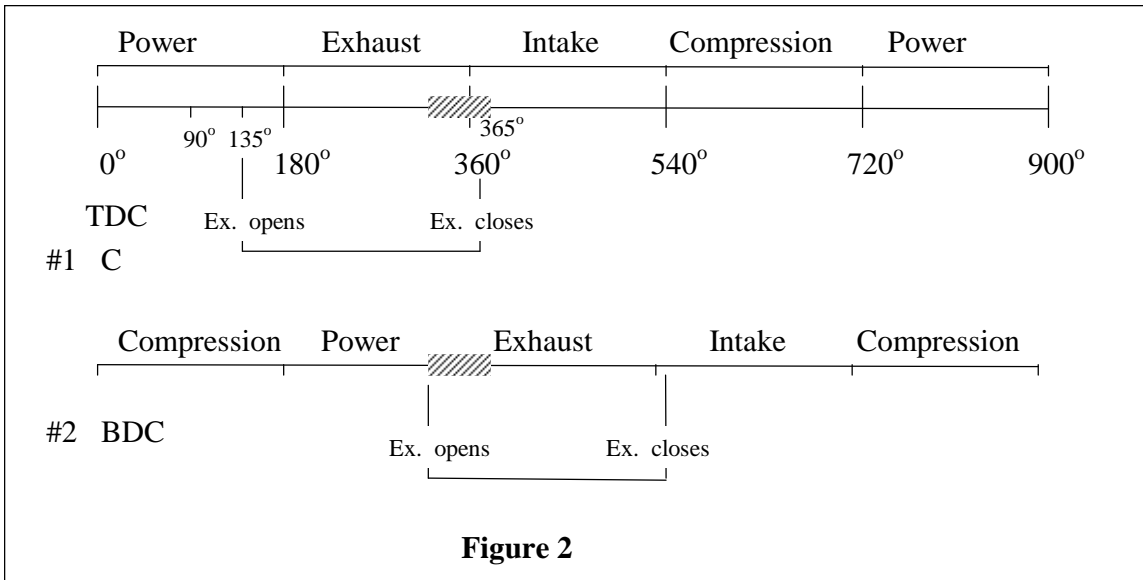 Power Exhaust Intake Compression Power
90° 135° 365°
0° 180° 360° 540° 720° 900°
TDC Ex. opens Ex. closes
#1 C
Compression Power Exhaust Intake Compression
#2 BDC
Ex. opens Ex. closes
Figure 2